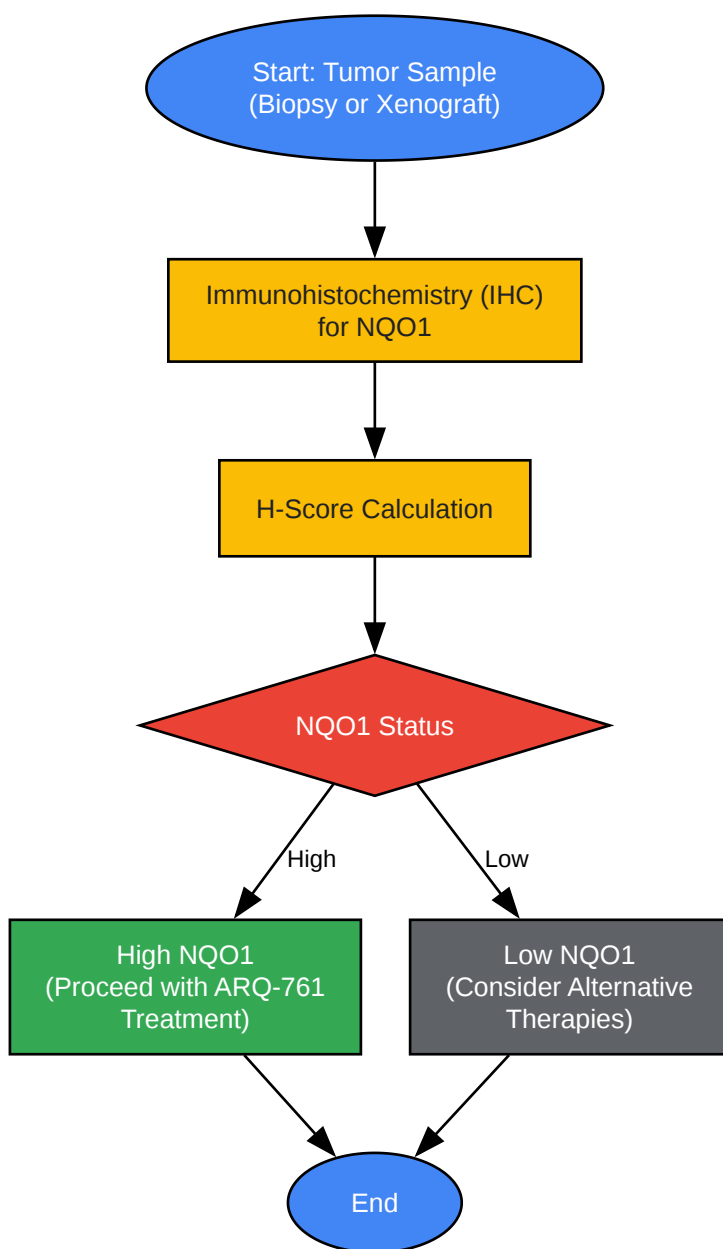 Start: Tumor Sample
(Biopsy or Xenograft)
Immunohistochemistry (IHC)
for NQO1
H-Score Calculation
NQO1 Status
High
Low
High NQO1
(Proceed with ARQ-761
Treatment)
Low NQO1
(Consider Alternative
Therapies)
End